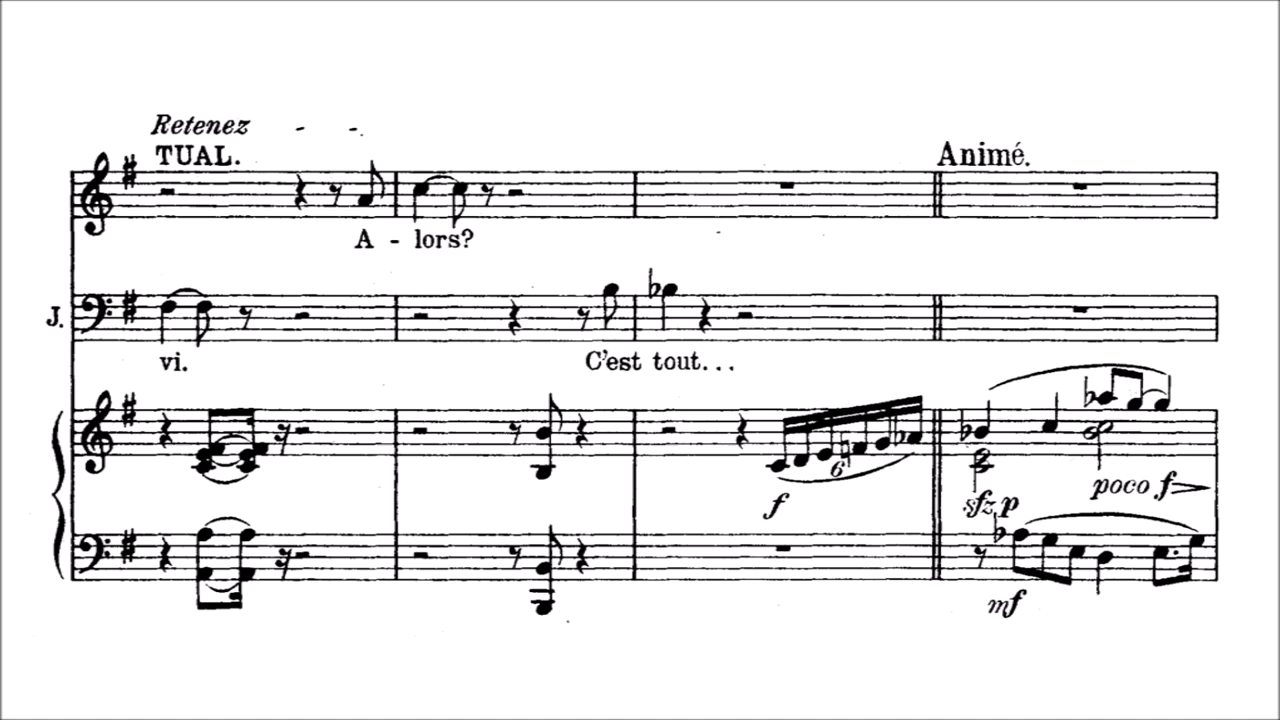 Retenez - -
TUAL. Animé.
A - lors?
J.
vi. C'est tout...
6
f sfz p poco f
mf